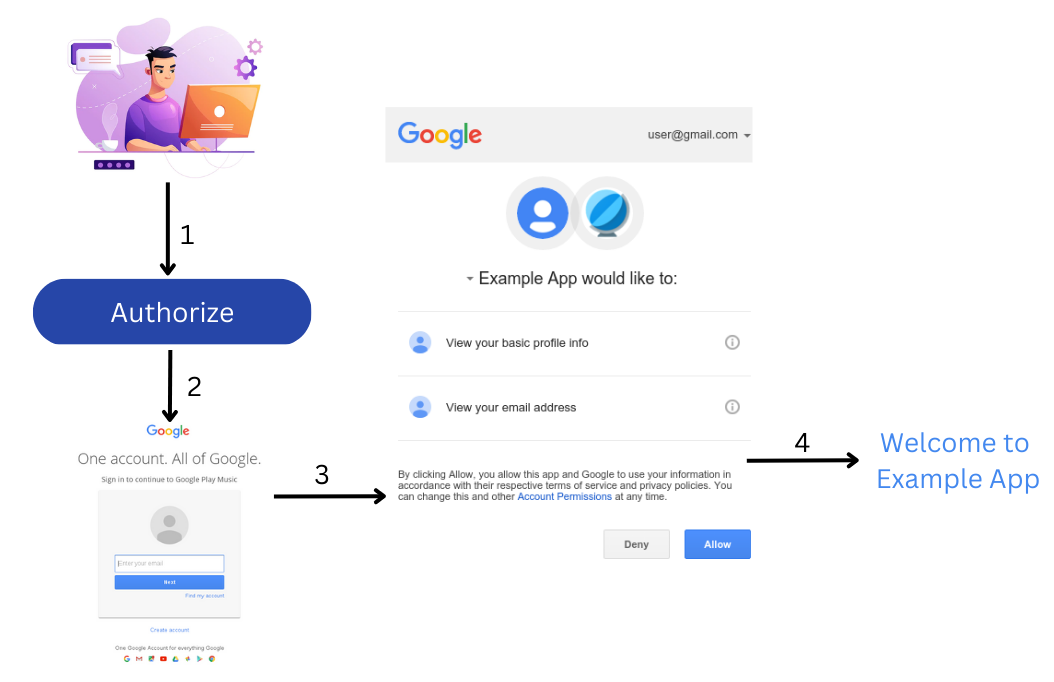 1
Authorize
2
Google
One account. All of Google.
Sign in to continue to Google Play Music
Enter your email
Next
Find my account
Create account
One Google Account for everything Google
3
Google
user@gmail.com
Example App would like to:
View your basic profile info
View your email address
By clicking Allow, you allow this app and Google to use your information in
accordance with their respective terms of service and privacy policies. You
can change this and other Account Permissions at any time.
Deny
Allow
4
Welcome to
Example App